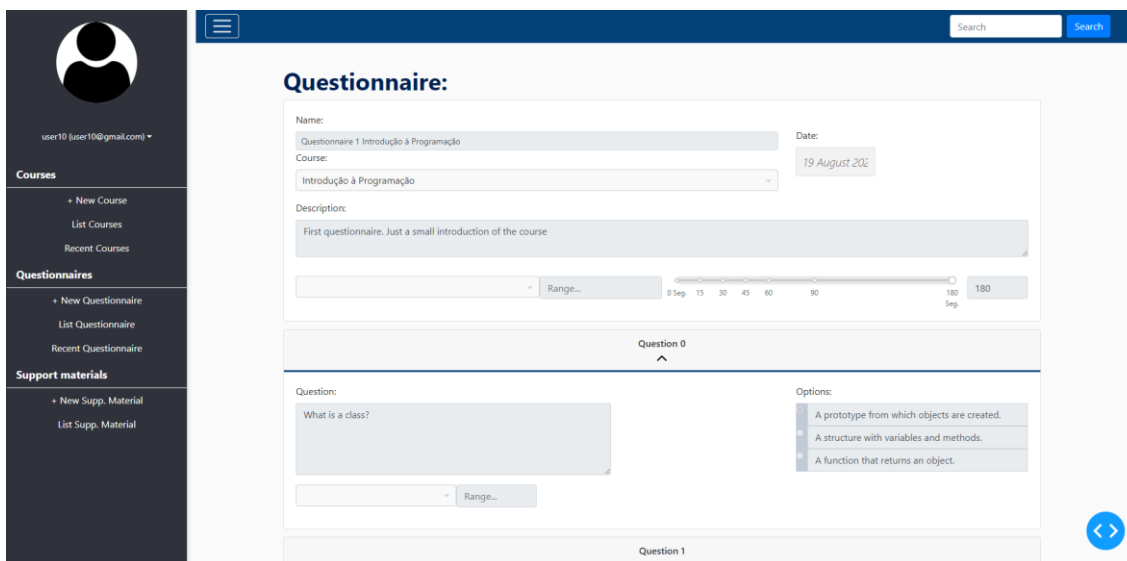 Search
Search
user10 (user10@gmail.com)
Courses
+ New Course
List Courses
Recent Courses
Questionnaires
+ New Questionnaire
List Questionnaire
Recent Questionnaire
Support materials
+ New Supp. Material
List Supp. Material
Questionnaire:
Name:
Questionnaire 1 Introdução à Programação
Course:
Introdução à Programação
Date:
19 August 202
Description:
First questionnaire. Just a small introduction of the course
Range...
0 Seg. 15 30 45 60 90 180
Seg.
180
Question 0
Question:
What is a class?
Range...
Options:
A prototype from which objects are created.
A structure with variables and methods.
A function that returns an object.
Question 1